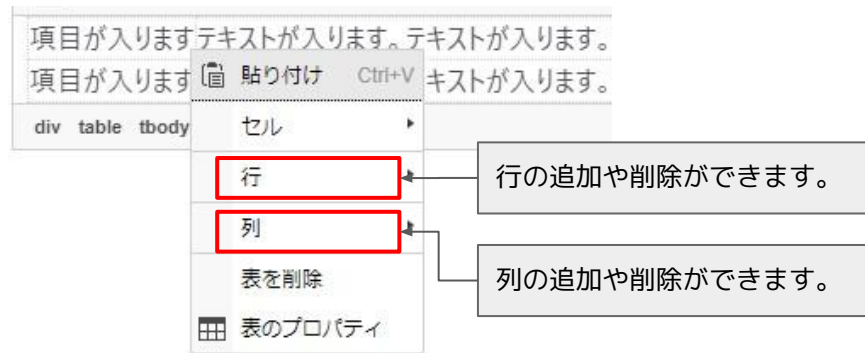 項目が入りますテキストが入ります。テキストが入ります。
項目が入ります
キストが入ります。
貼り付け Ctrl+V
div table tbody
セル
行
行の追加や削除ができます。
列
列の追加や削除ができます。
表を削除
表のプロパティ